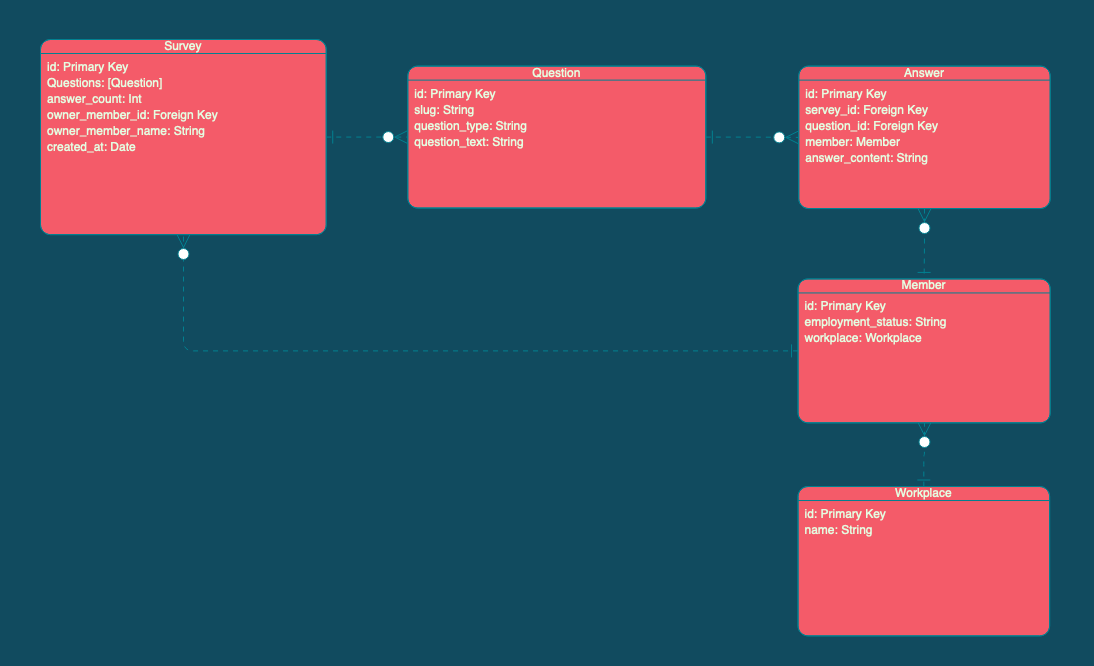 Survey
id: Primary Key
Questions: [Question]
answer_count: Int
owner_member_id: Foreign Key
owner_member_name: String
created_at: Date
Question
id: Primary Key
slug: String
question_type: String
question_text: String
Answer
id: Primary Key
servey_id: Foreign Key
question_id: Foreign Key
member: Member
answer_content: String
Member
id: Primary Key
employment_status: String
workplace: Workplace
Workplace
id: Primary Key
name: String